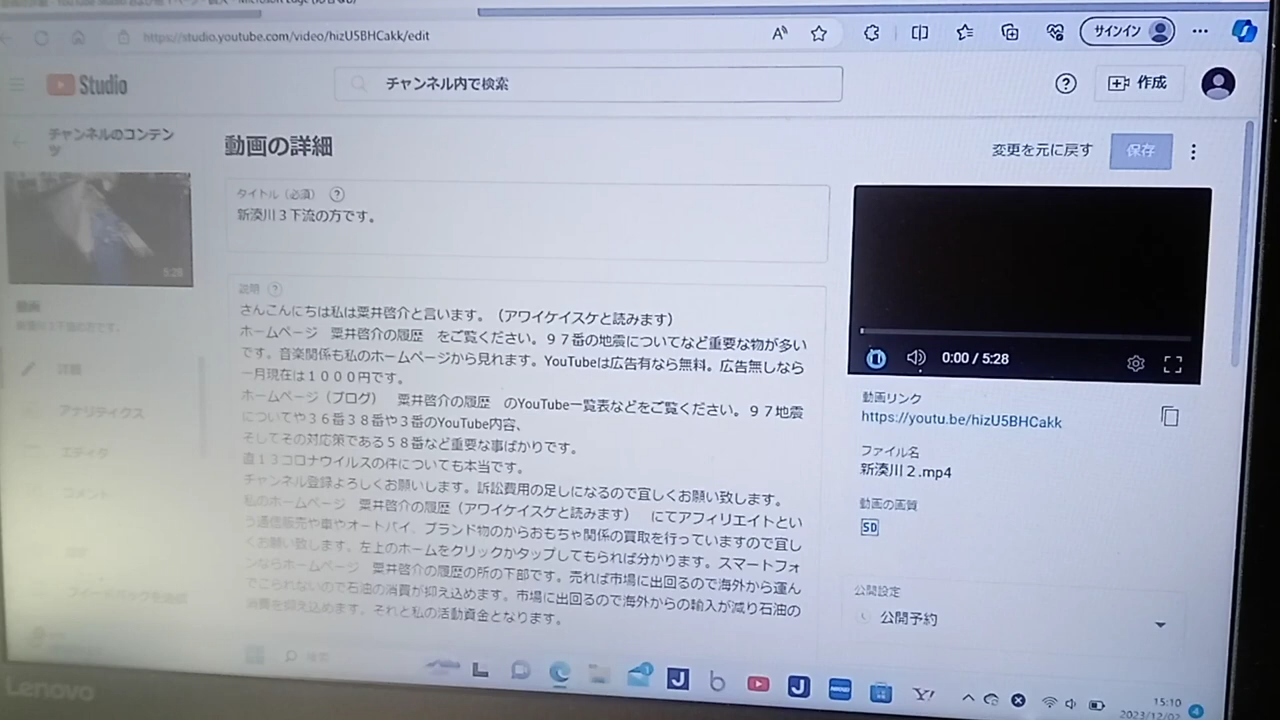 https://studio.youtube.com/video/hizU5BHCakk/edit
サインイン
Studio
チャンネル内で検索
作成
チャンネルのコンテンツ
動画の詳細
変更を元に戻す
保存
タイトル（必須）
新湊川３下流の方です。
5:28
説明
さんこんにちは私は粟井啓介と言います。（アワイケイスケと読みます）
ホームページ　粟井啓介の履歴　をご覧ください。９７番の地震についてなど重要な物が多い
です。音楽関係も私のホームページから見れます。YouTubeは広告有なら無料。広告無しなら
一月現在は１０００円です。
ホームページ（ブログ）　粟井啓介の履歴　のYouTube一覧表などをご覧ください。９７地震
についてや３６番３８番や３番のYouTube内容、
そしてその対応策である５８番など重要な事ばかりです。
直１３コロナウイルスの件についても本当です。
チャンネル登録よろしくお願いします。訴訟費用の足しになるので宜しくお願い致します。
私のホームページ　粟井啓介の履歴（アワイケイスケと読みます）　にてアフィリエイトとい
う通信販売や車やオートバイ、ブランド物のからおもちゃ関係の買取を行っていますので宜し
くお願い致します。左上のホームをクリックかタップしてもられば分かります。スマートフォ
ンならホームページ　粟井啓介の履歴の所の下部です。売れば市場に出回るので海外から運ん
でこられないので石油の消費が抑え込めます。市場に出回るので海外からの輸入が減り石油の
消費を抑え込めます。それと私の活動資金となります。
0:00 / 5:28
動画リンク
https://youtu.be/hizU5BHCakk
ファイル名
新湊川２.mp4
動画の画質
SD
公開設定
公開予約
動画
詳細
アナリティクス
エディタ
コメント
検索
15:10
2023/12/02
4
Lenovo